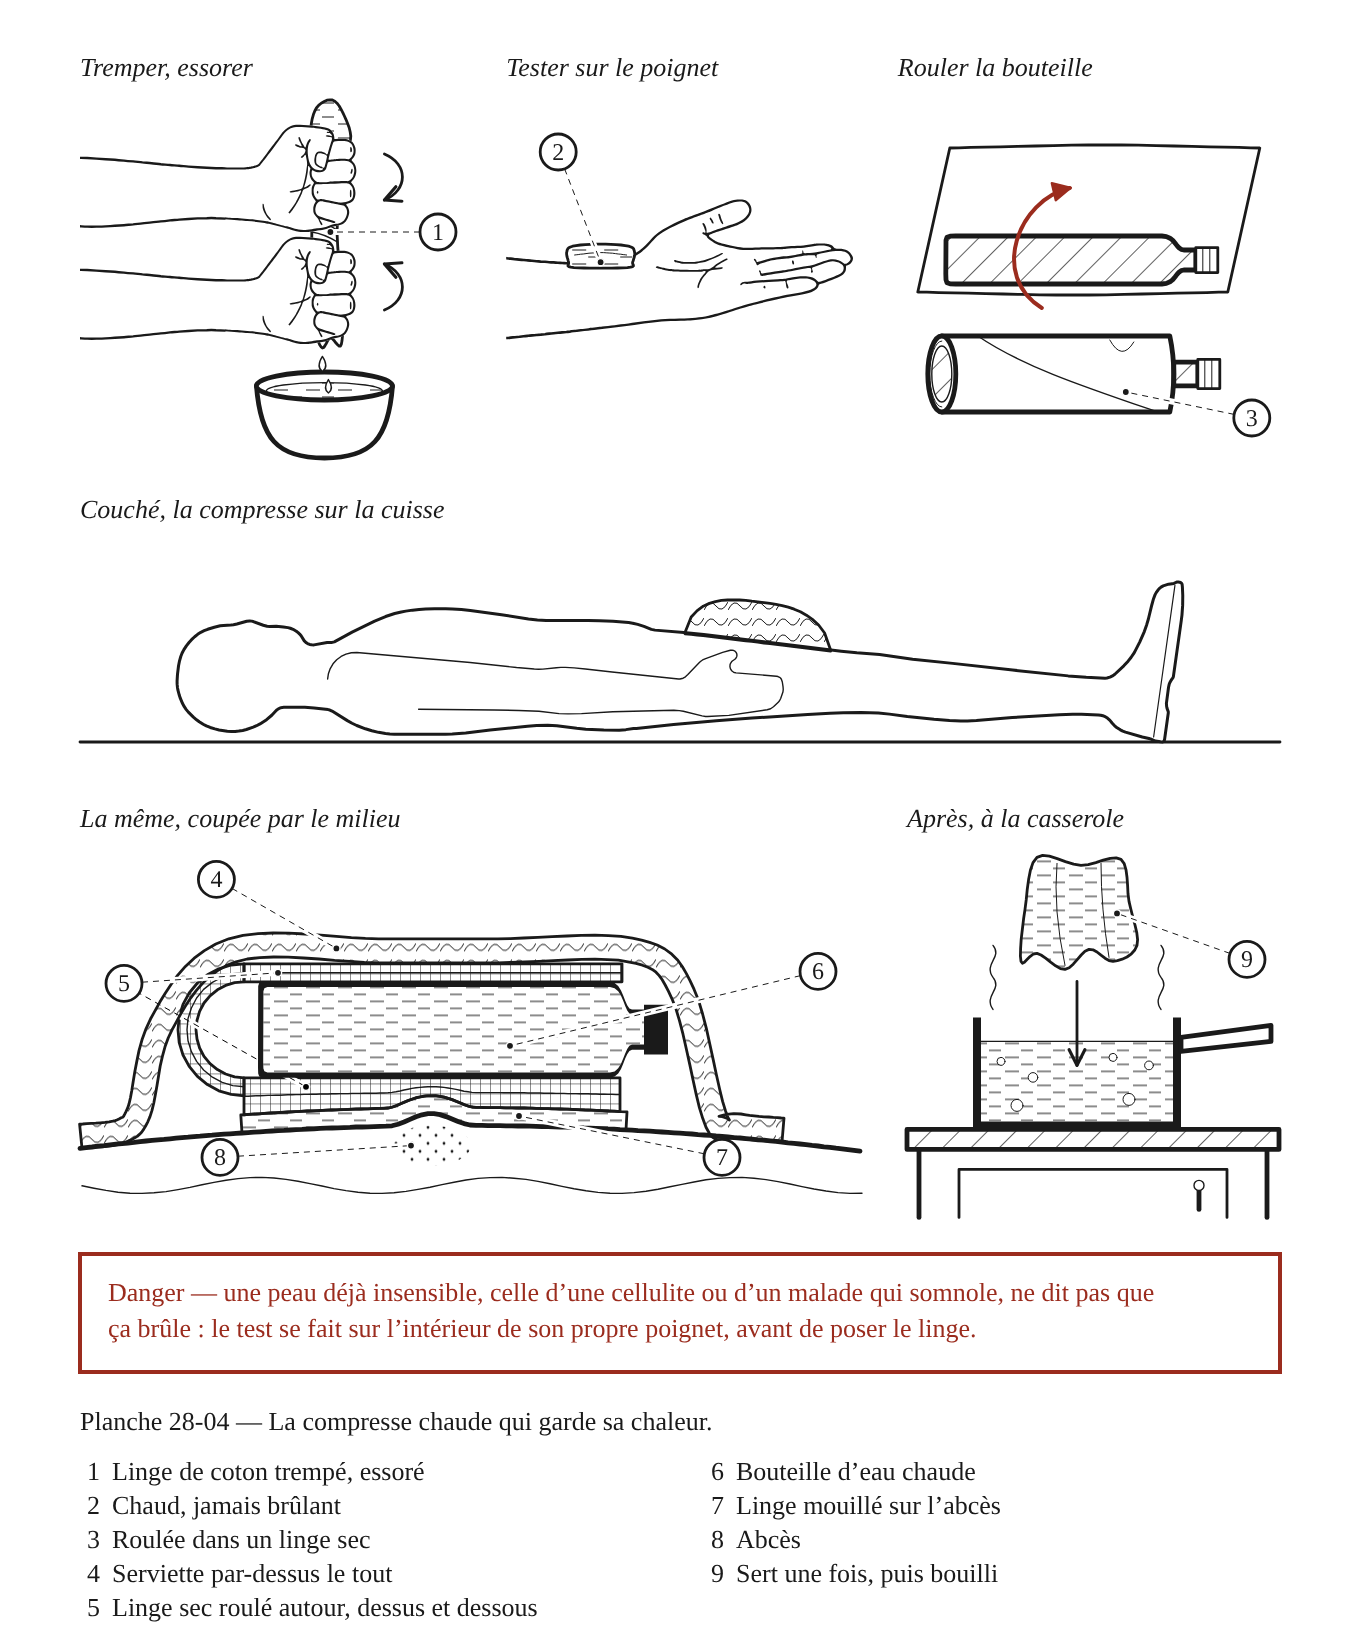 Tremper, essorer
Tester sur le poignet
Rouler la bouteille
2
1
3
Couché, la compresse sur la cuisse
La même, coupée par le milieu
Après, à la casserole
4
5
6
9
8
7
Danger — une peau déjà insensible, celle d’une cellulite ou d’un malade qui somnole, ne dit pas que
ça brûle : le test se fait sur l’intérieur de son propre poignet, avant de poser le linge.
Planche 28-04 — La compresse chaude qui garde sa chaleur.
1 Linge de coton trempé, essoré
2 Chaud, jamais brûlant
3 Roulée dans un linge sec
4 Serviette par-dessus le tout
5 Linge sec roulé autour, dessus et dessous
6 Bouteille d’eau chaude
7 Linge mouillé sur l’abcès
8 Abcès
9 Sert une fois, puis bouilli